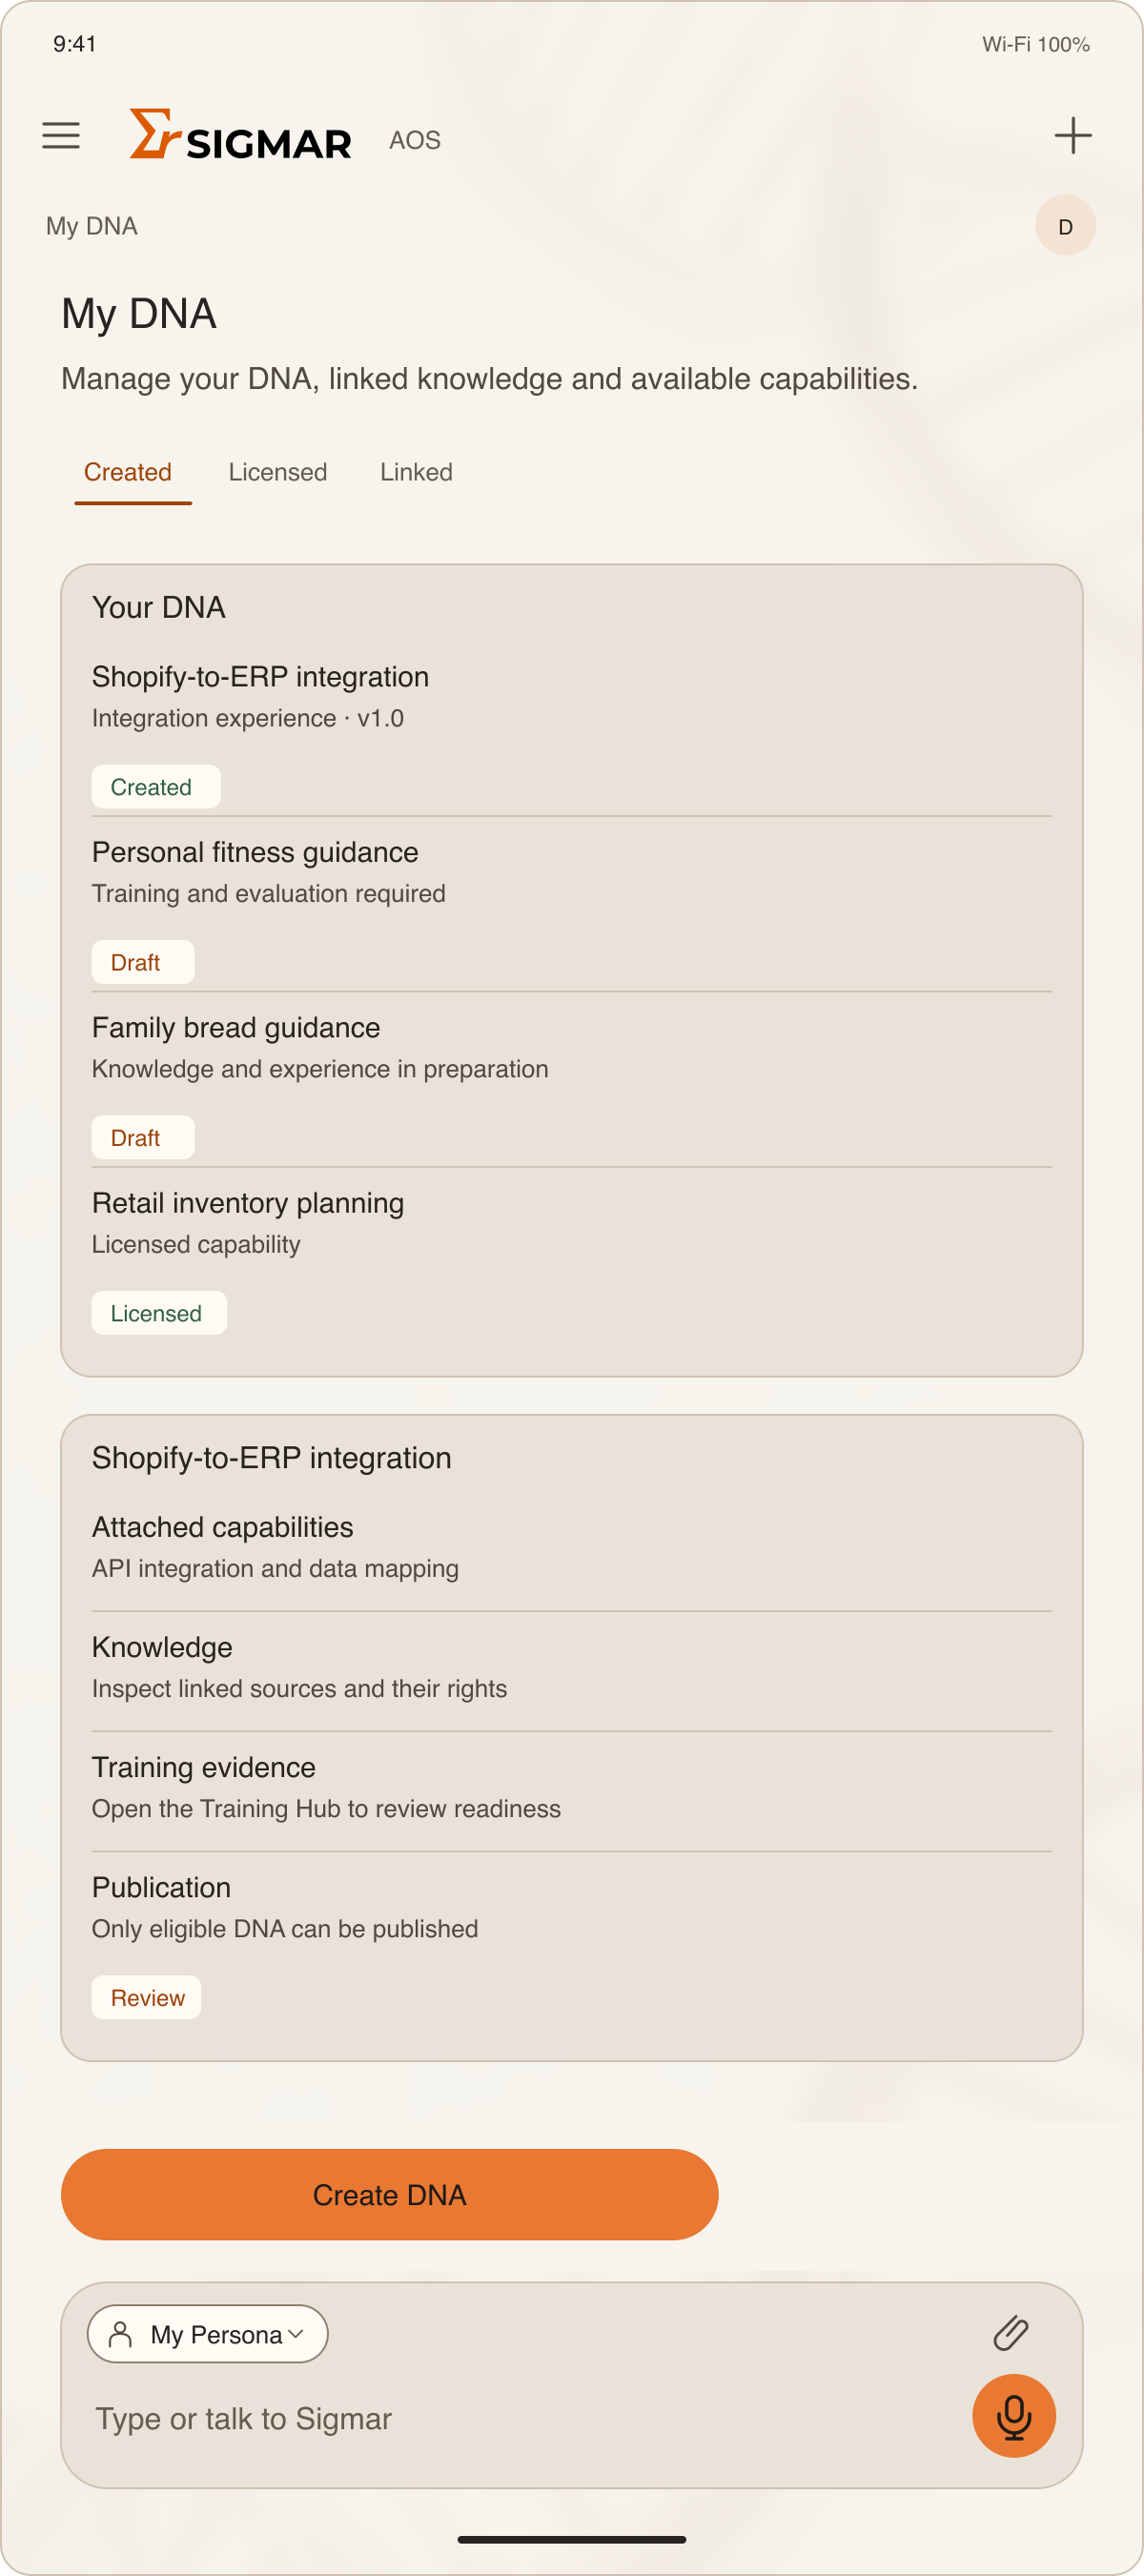 9:41
Wi-Fi 100%
Σr SIGMAR AOS
My DNA
D
My DNA
Manage your DNA, linked knowledge and available capabilities.
Created Licensed Linked
Your DNA
Shopify-to-ERP integration
Integration experience · v1.0
Created
Personal fitness guidance
Training and evaluation required
Draft
Family bread guidance
Knowledge and experience in preparation
Draft
Retail inventory planning
Licensed capability
Licensed
Shopify-to-ERP integration
Attached capabilities
API integration and data mapping
Knowledge
Inspect linked sources and their rights
Training evidence
Open the Training Hub to review readiness
Publication
Only eligible DNA can be published
Review
Create DNA
My Persona
Type or talk to Sigmar